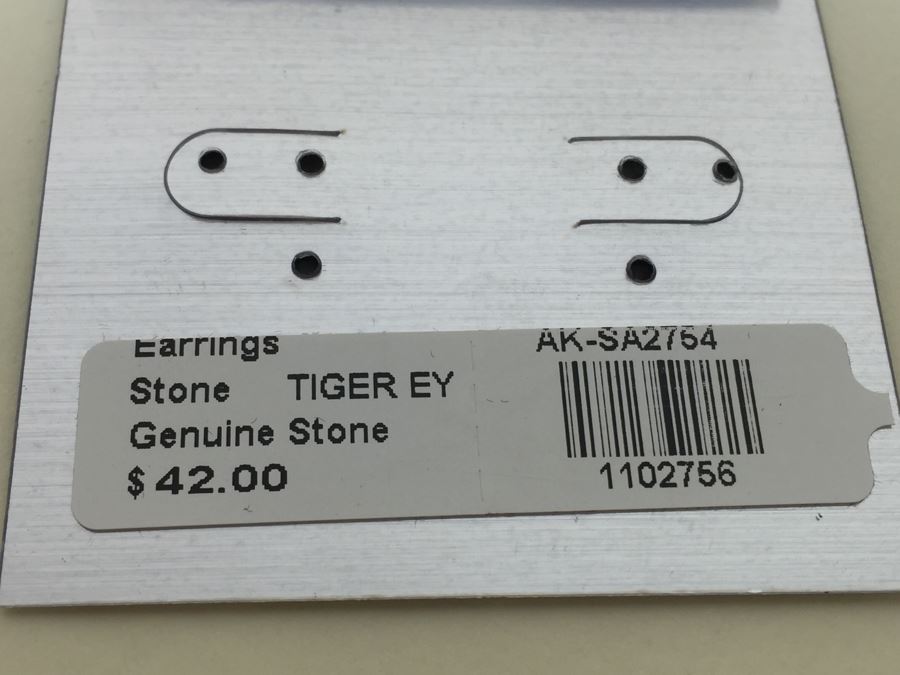 Earrings
Stone TIGER EY
Genuine Stone
$42.00
AK-SA2754
1102756